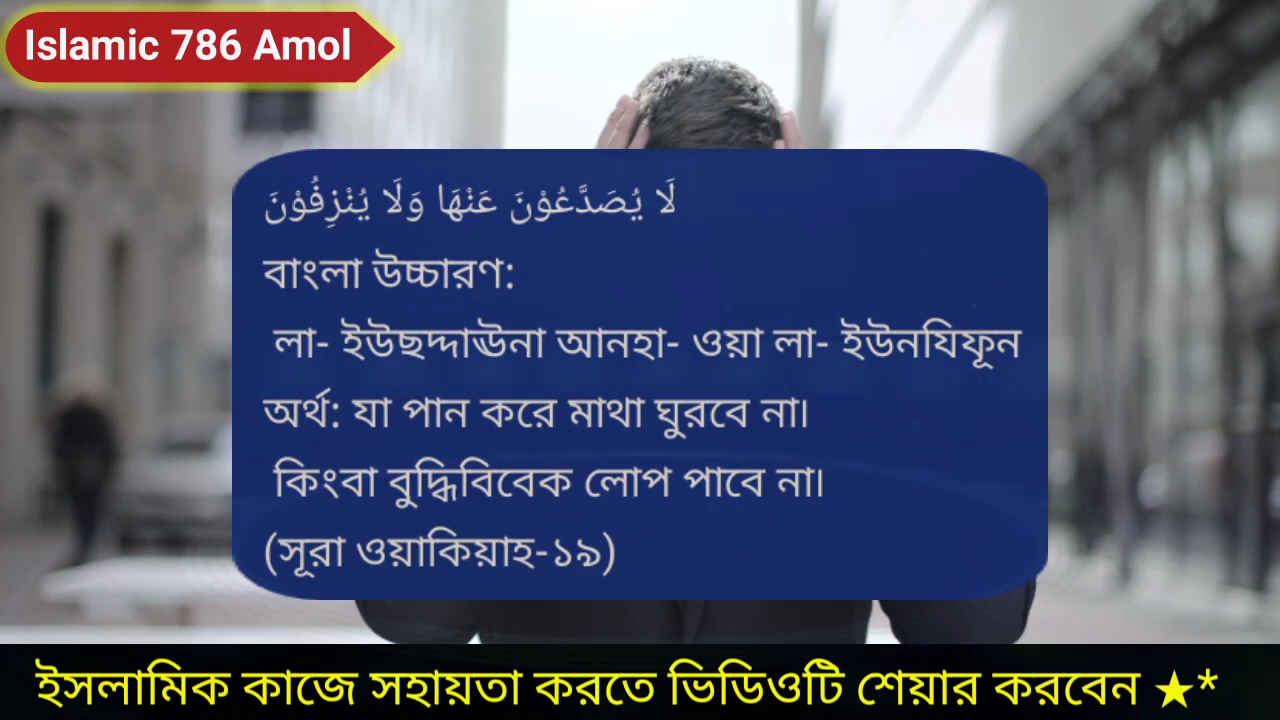 Islamic 786 Amol
لَا يُصَدَّعُوْنَ عَنْهَا وَلَا يُنْزِفُوْنَ
বাংলা উচ্চারণ:
লা- ইউছদ্দাঊনা আনহা- ওয়া লা- ইউনযিফূন
অর্থ: যা পান করে মাথা ঘুরবে না।
কিংবা বুদ্ধিবিবেক লোপ পাবে না।
(সূরা ওয়াকিয়াহ-১৯)
ইসলামিক কাজে সহায়তা করতে ভিডিওটি শেয়ার করবেন ★*